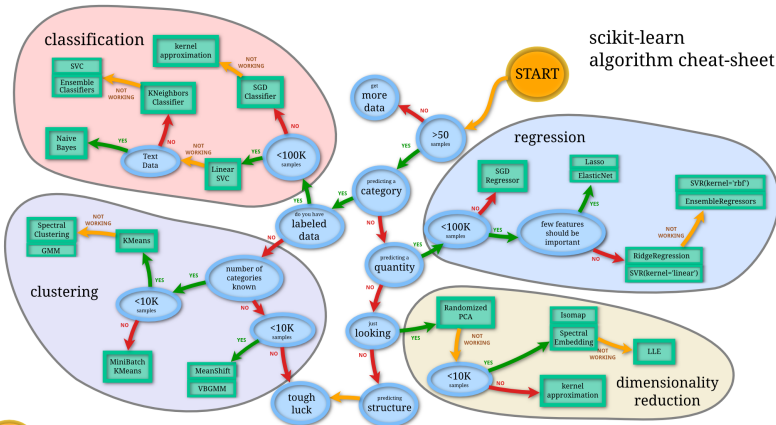 scikit-learn
algorithm cheat-sheet
classification
kernel
approximation
NOT
WORKING
SVC
Ensemble
Classifiers
NOT
WORKING
KNeighbors
Classifier
SGD
Classifier
NO
NO
Naive
Bayes
YES
Text
Data
NOT
WORKING
Linear
SVC
YES
<100K
samples
YES
START
get
more
data
NO
>50
samples
YES
predicting a
category
YES
NO
do you have
labeled
data
NO
predicting a
quantity
YES
NO
just
looking
YES
NO
predicting
structure
tough
luck
regression
SGD
Regressor
NO
<100K
samples
YES
few features
should be
important
YES
Lasso
ElasticNet
NO
RidgeRegression
SVR(kernel='linear')
NOT
WORKING
SVR(kernel='rbf')
EnsembleRegressors
clustering
Spectral
Clustering
GMM
NOT
WORKING
KMeans
YES
<10K
samples
YES
number of
categories
known
NO
NO
MiniBatch
KMeans
<10K
samples
YES
NO
MeanShift
VBGMM
Randomized
PCA
NOT
WORKING
<10K
samples
YES
NO
Isomap
Spectral
Embedding
NOT
WORKING
LLE
kernel
approximation
dimensionality
reduction